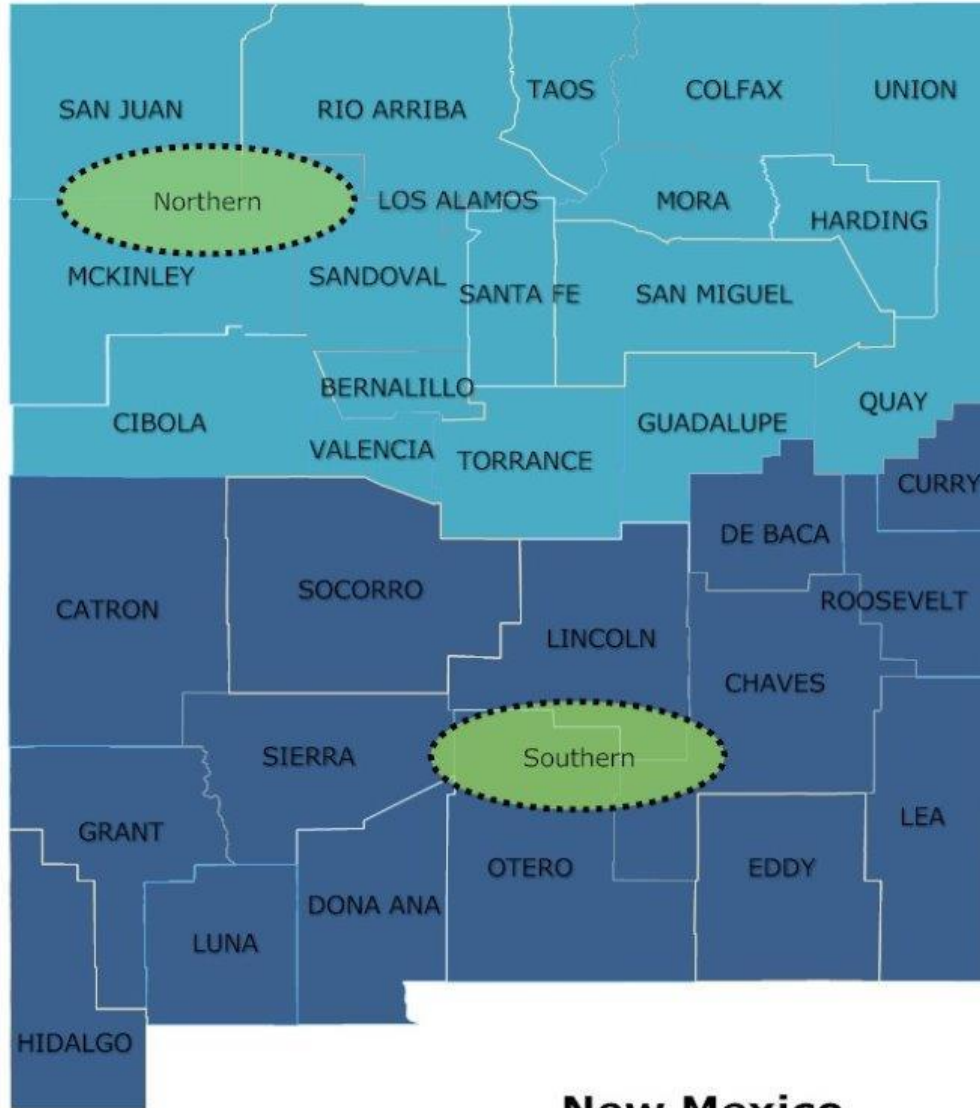 TAOS
COLFAX
UNION
SAN JUAN
RIO ARRIBA
Northern
LOS ALAMOS
MORA
HARDING
MCKINLEY
SANDOVAL
SANTA FE
SAN MIGUEL
BERNALILLO
CIBOLA
VALENCIA
TORRANCE
GUADALUPE
QUAY
CURRY
DE BACA
CATRON
SOCORRO
ROOSEVELT
LINCOLN
CHAVES
SIERRA
Southern
GRANT
LEA
OTERO
EDDY
DONA ANA
LUNA
HIDALGO
New Mexico